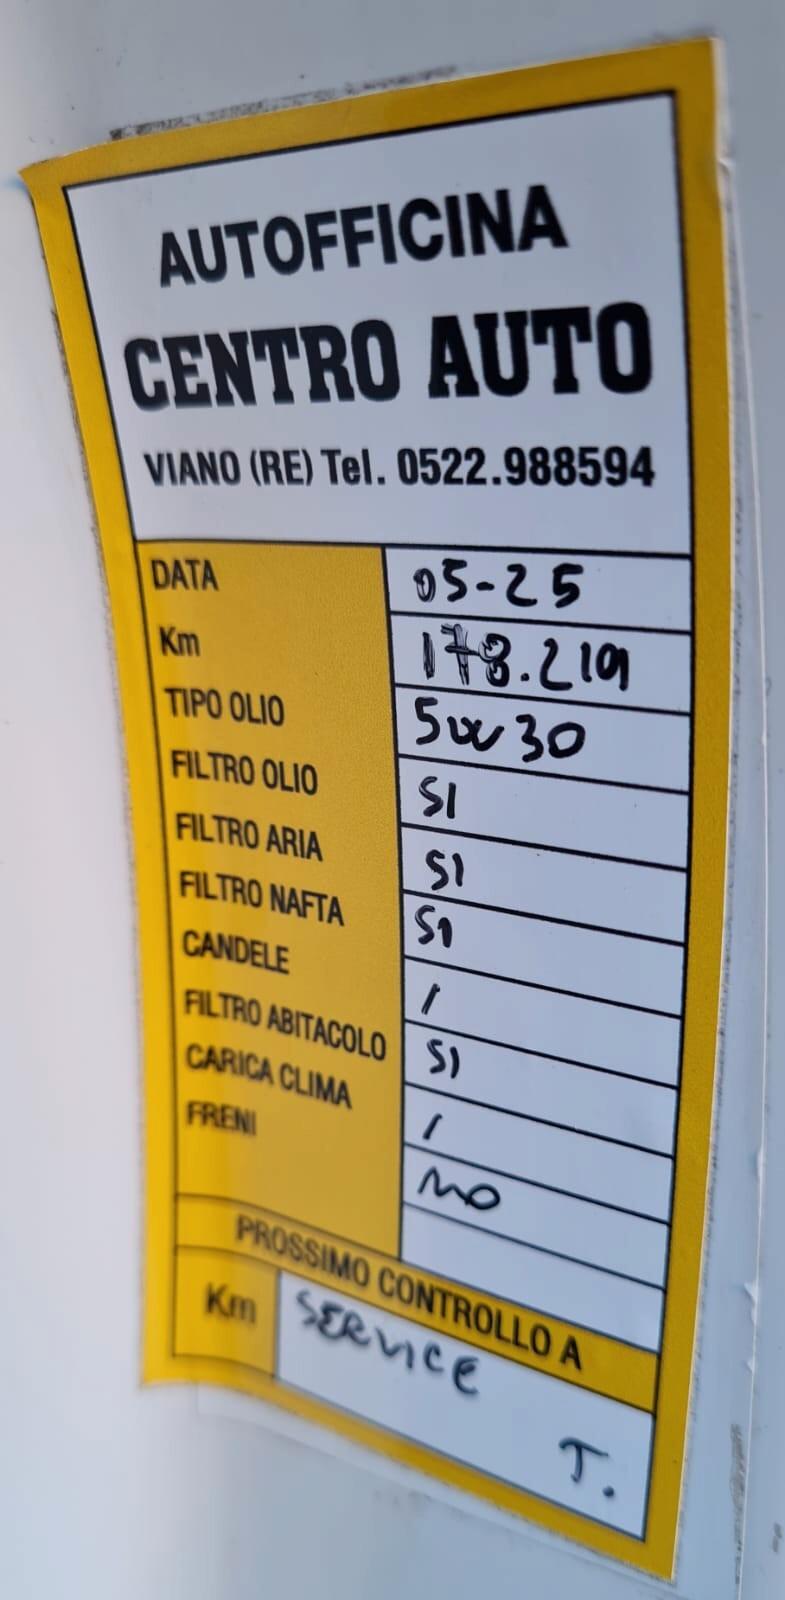 AUTOFFICINA
CENTRO AUTO
VIANO (RE) Tel. 0522.988594
DATA 05-25
Km 178.219
TIPO OLIO 5W30
FILTRO OLIO SI
FILTRO ARIA SI
FILTRO NAFTA SI
CANDELE /
FILTRO ABITACOLO SI
CARICA CLIMA /
FRENI NO
PROSSIMO CONTROLLO A
Km SERVICE
T.